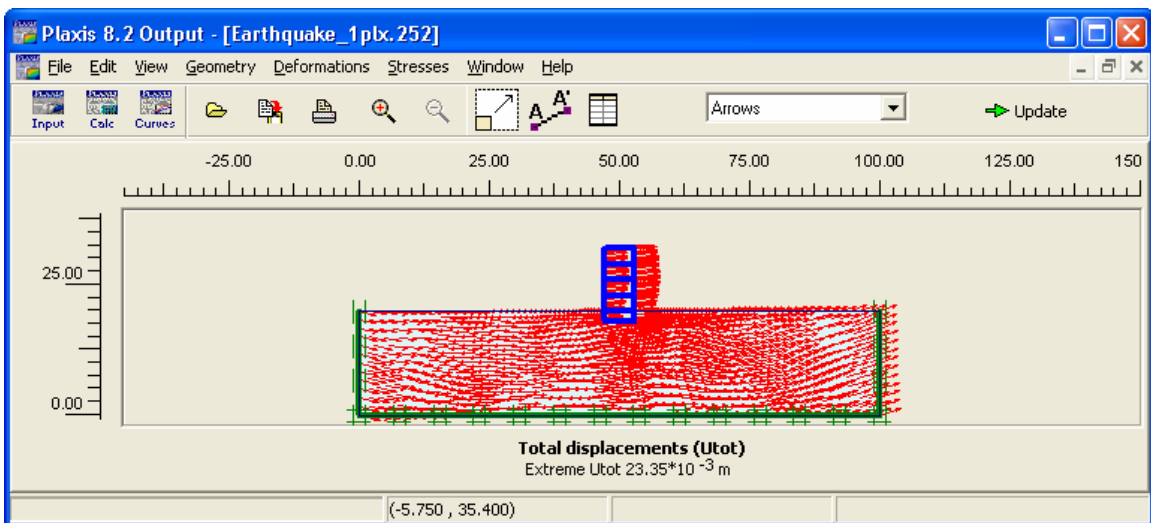 Plaxis 8.2 Output - [Earthquake_1plx.252]
File Edit View Geometry Deformations Stresses Window Help
Input Calc Curves A A' Arrows Update
-25.00 0.00 25.00 50.00 75.00 100.00 125.00 150
25.00
0.00
Total displacements (Utot)
Extreme Utot 23.35*10 -3 m
(-5.750 , 35.400)